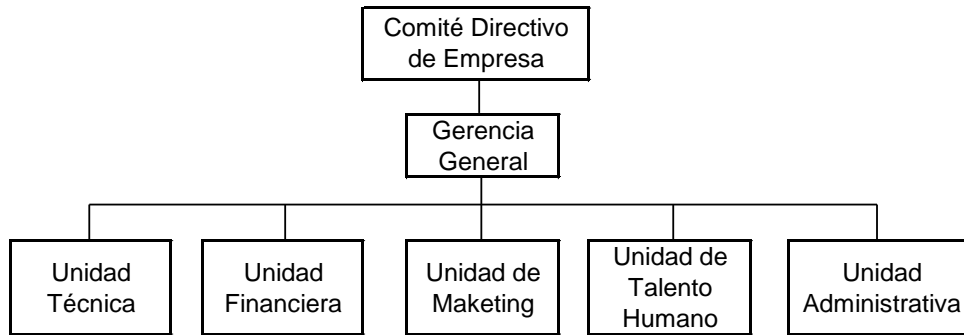 Comité Directivo
de Empresa
Gerencia
General
Unidad
Técnica
Unidad
Financiera
Unidad de
Maketing
Unidad de
Talento
Humano
Unidad
Administrativa